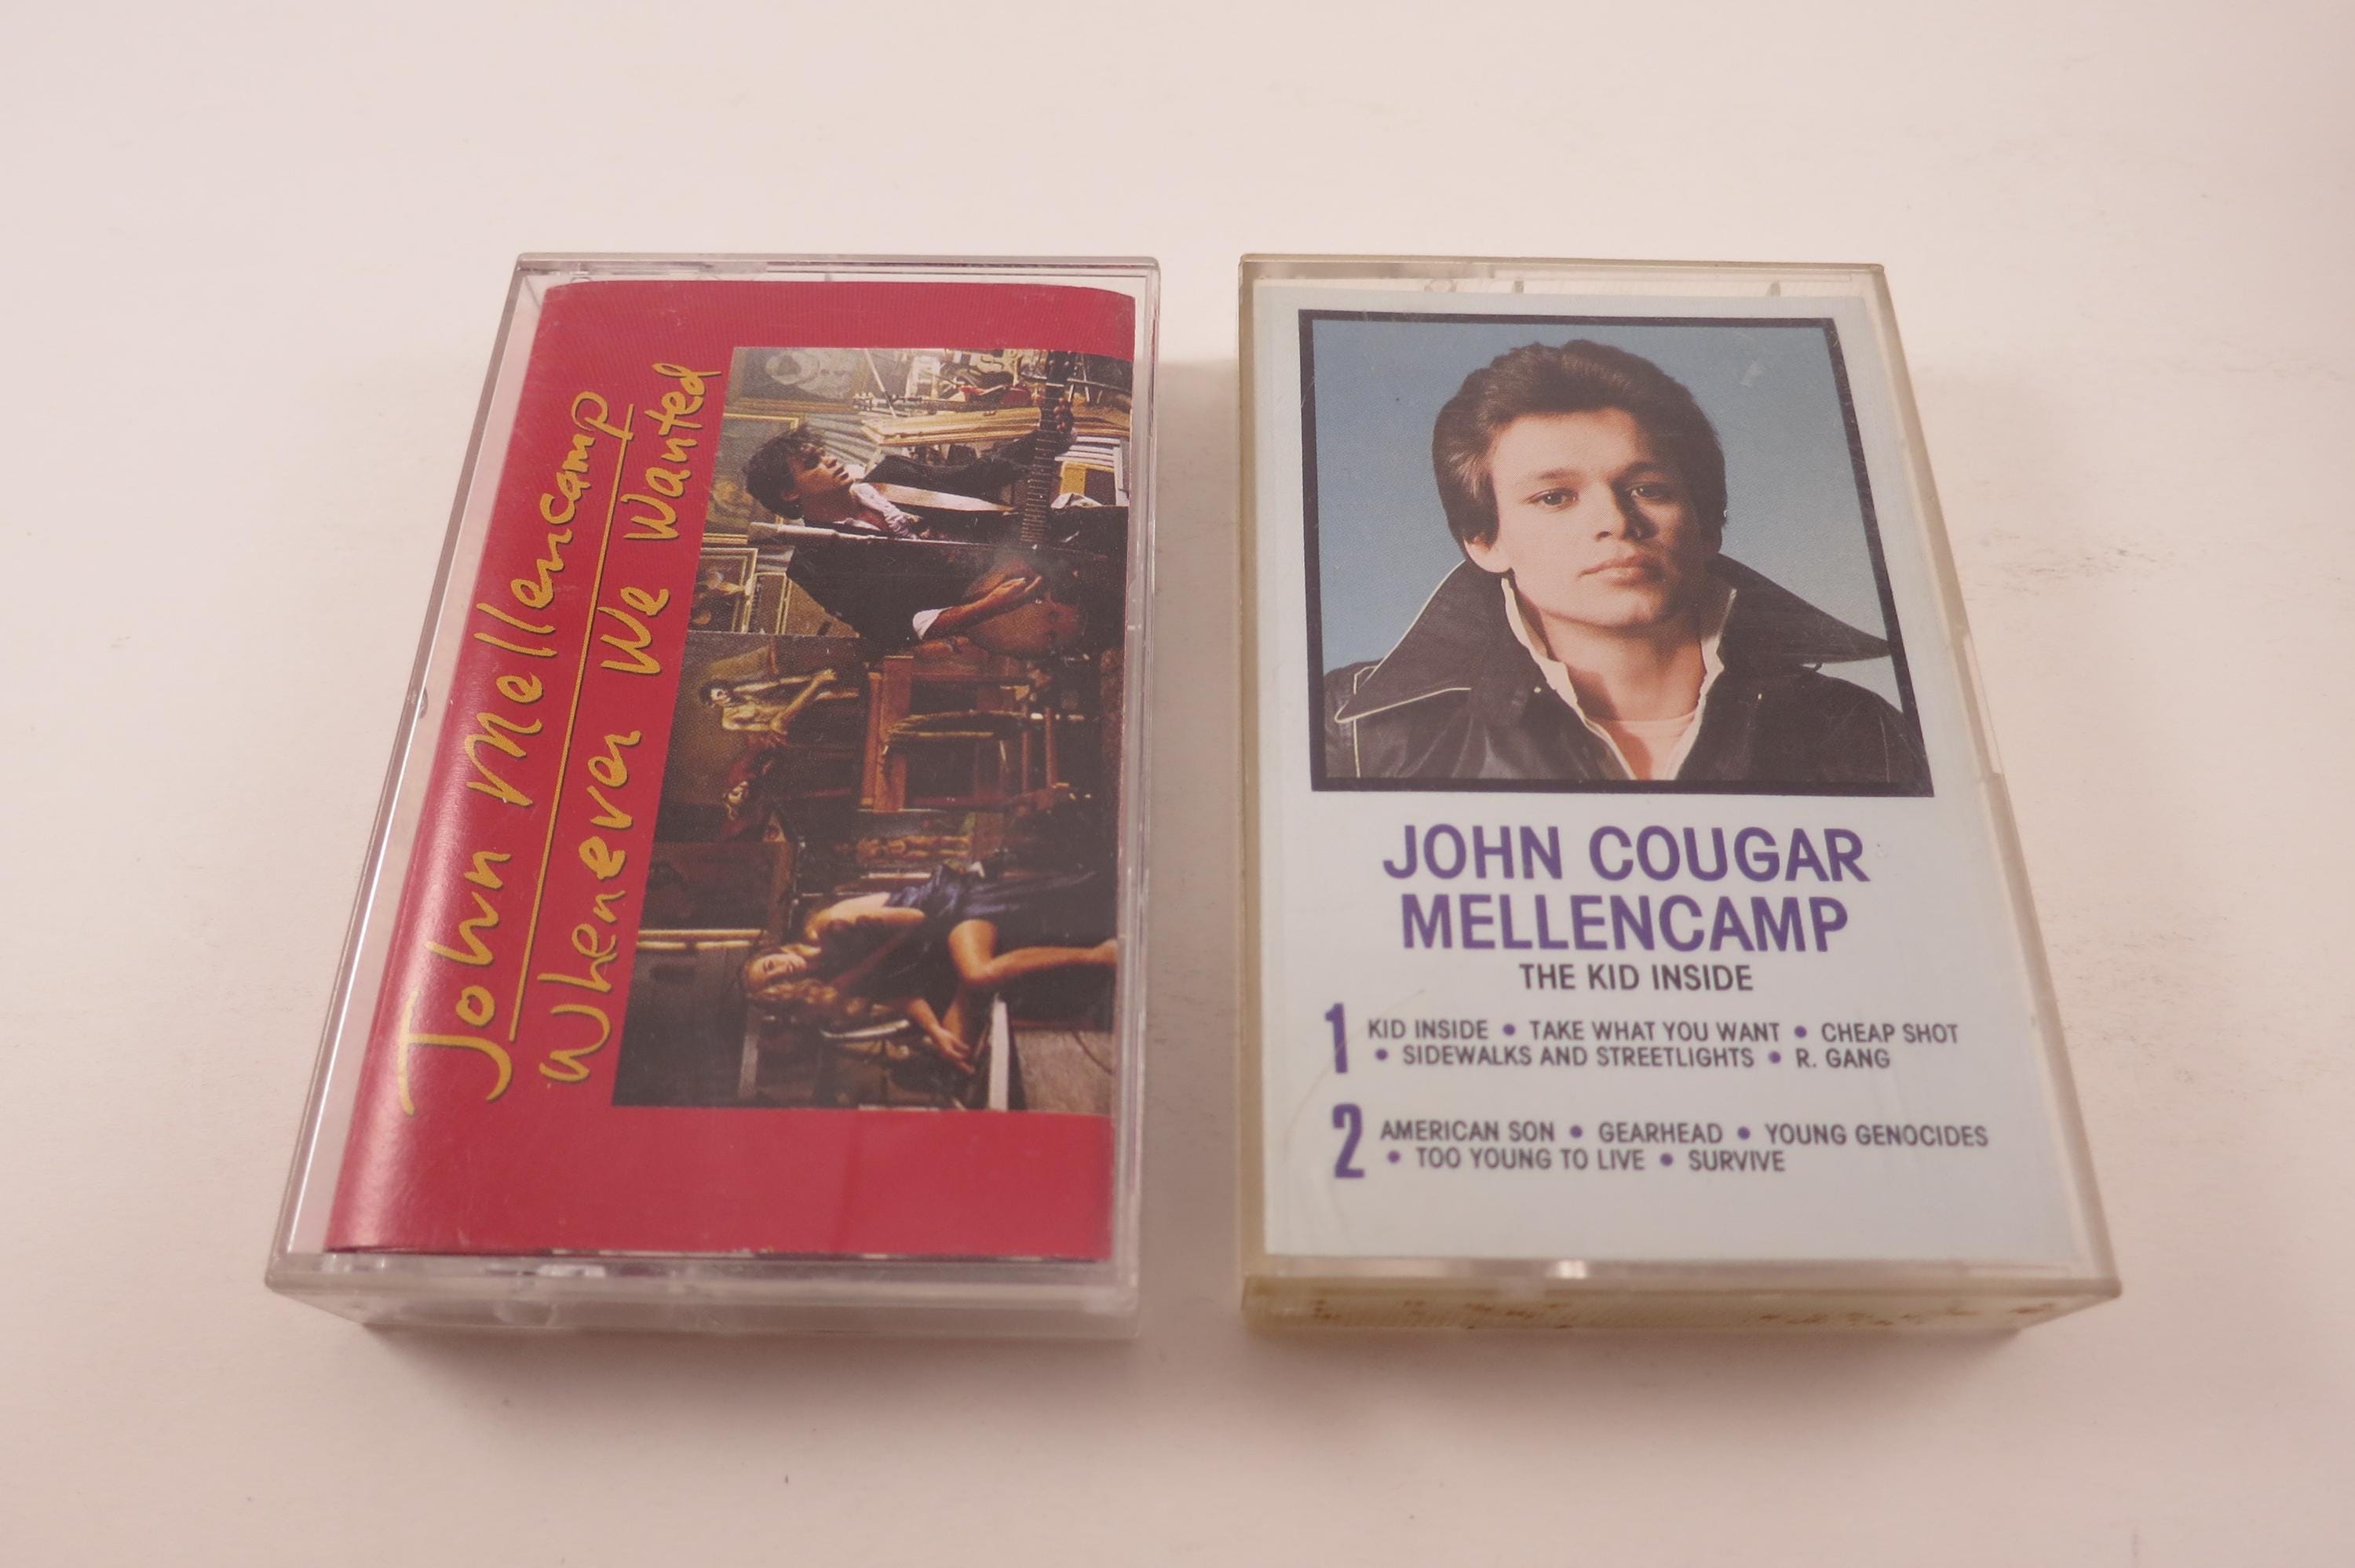 John Mellencamp
Whenever We Wanted
JOHN COUGAR
MELLENCAMP
THE KID INSIDE
1 KID INSIDE • TAKE WHAT YOU WANT • CHEAP SHOT
• SIDEWALKS AND STREETLIGHTS • R. GANG
2 AMERICAN SON • GEARHEAD • YOUNG GENOCIDES
• TOO YOUNG TO LIVE • SURVIVE